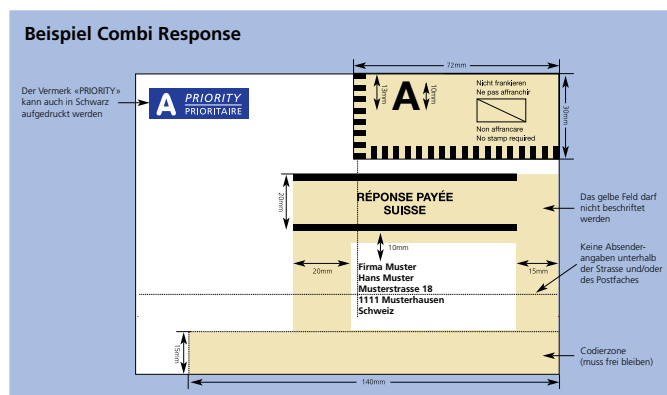 Beispiel Combi Response
72mm
Der Vermerk «PRIORITY»
kann auch in Schwarz
aufgedruckt werden
A PRIORITY
PRIORITAIRE
13mm
A
10mm
Nicht frankieren
Ne pas affranchir
Non affrancare
No stamp required
30mm
20mm
RÉPONSE PAYÉE
SUISSE
Das gelbe Feld darf
nicht beschriftet
werden
10mm
20mm
15mm
Firma Muster
Hans Muster
Musterstrasse 18
1111 Musterhausen
Schweiz
Keine Absender-
angaben unterhalb
der Strasse und/oder
des Postfaches
15mm
Codierzone
(muss frei bleiben)
140mm